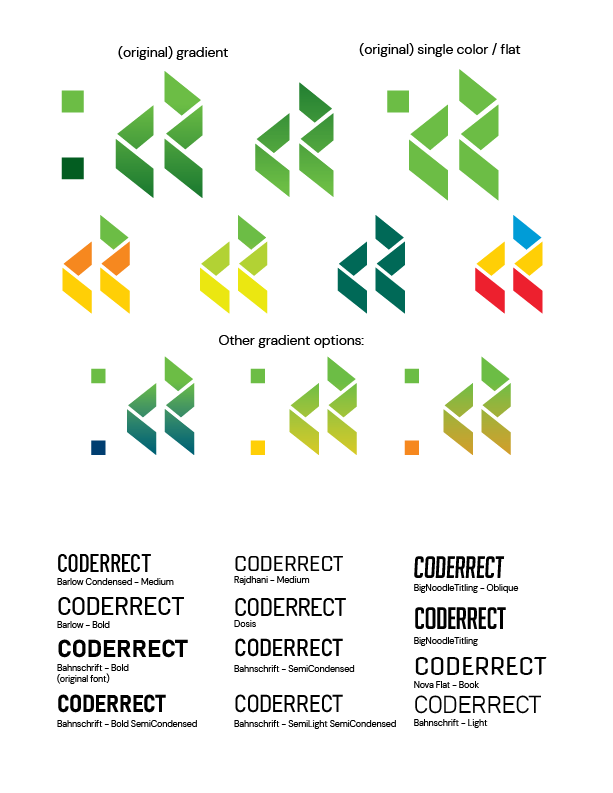 (original) gradient
(original) single color / flat
Other gradient options:
CODERRECT
Barlow Condensed - Medium
CODERRECT
Barlow - Bold
CODERRECT
Bahnschrift - Bold
(original font)
CODERRECT
Bahnschrift - Bold SemiCondensed
CODERRECT
Rajdhani - Medium
CODERRECT
Dosis
CODERRECT
Bahnschrift - SemiCondensed
CODERRECT
Bahnschrift - SemiLight SemiCondensed
CODERRECT
BigNoodleTitling - Oblique
CODERRECT
BigNoodleTitling
CODERRECT
Nova Flat - Book
CODERRECT
Bahnschrift - Light